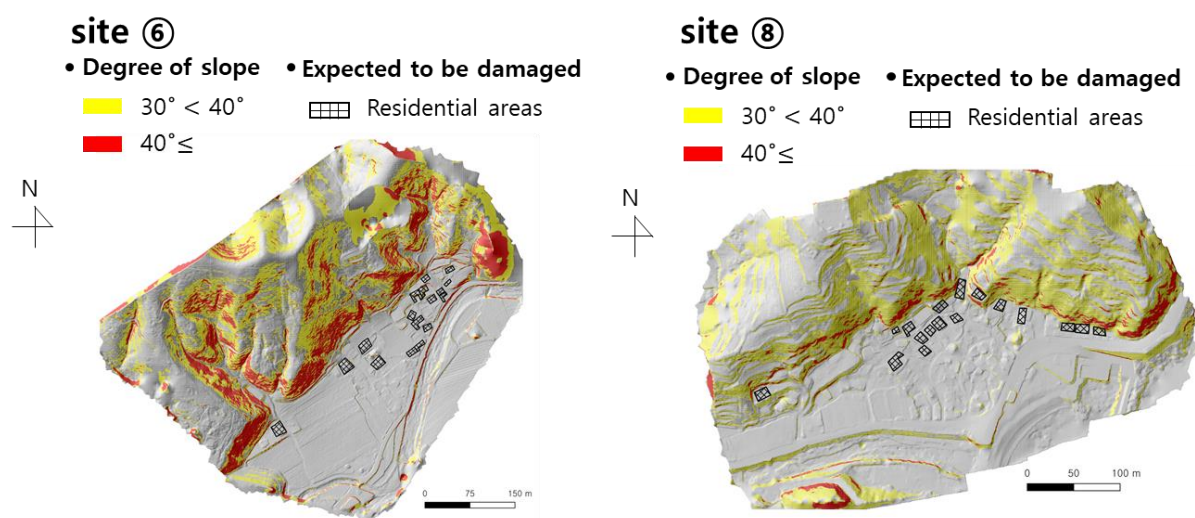 site ⑥
• Degree of slope
• Expected to be damaged
30˚ < 40˚
Residential areas
40˚≤
N
0 75 150 m
site ⑧
• Degree of slope
• Expected to be damaged
30˚ < 40˚
Residential areas
40˚≤
N
0 50 100 m